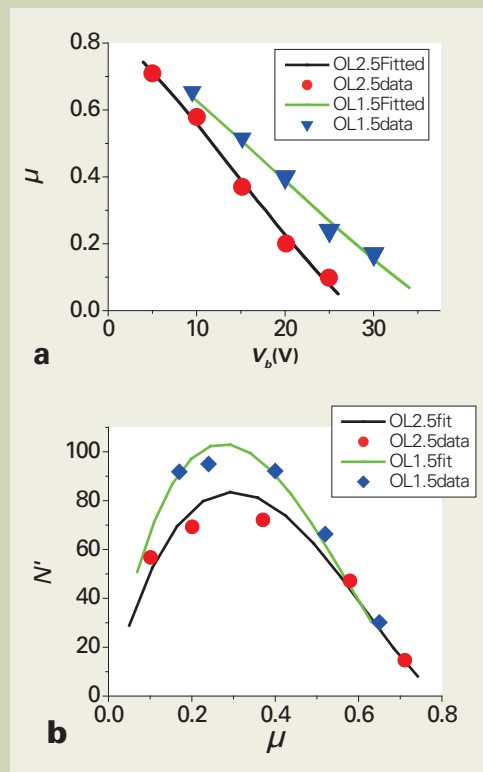 0.8
0.6
0.4
0.2
0.0
μ
0 10 20 30
V_b(V)
OL2.5Fitted
OL2.5data
OL1.5Fitted
OL1.5data
a
100
80
60
40
20
0
N'
0.0 0.2 0.4 0.6 0.8
μ
OL2.5fit
OL2.5data
OL1.5fit
OL1.5data
b